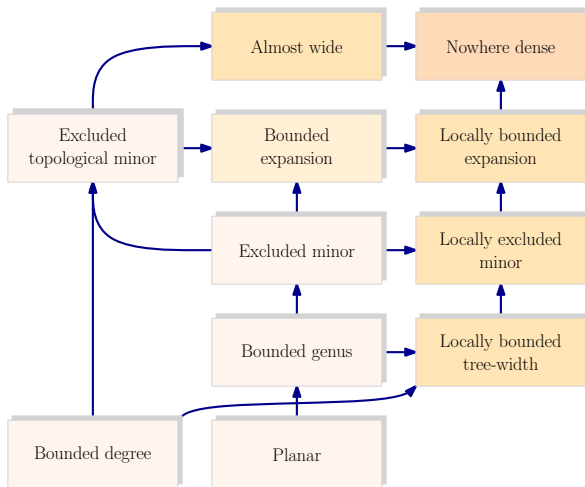 Almost wide
Nowhere dense
Excluded
topological minor
Bounded
expansion
Locally bounded
expansion
Excluded minor
Locally excluded
minor
Bounded genus
Locally bounded
tree-width
Bounded degree
Planar